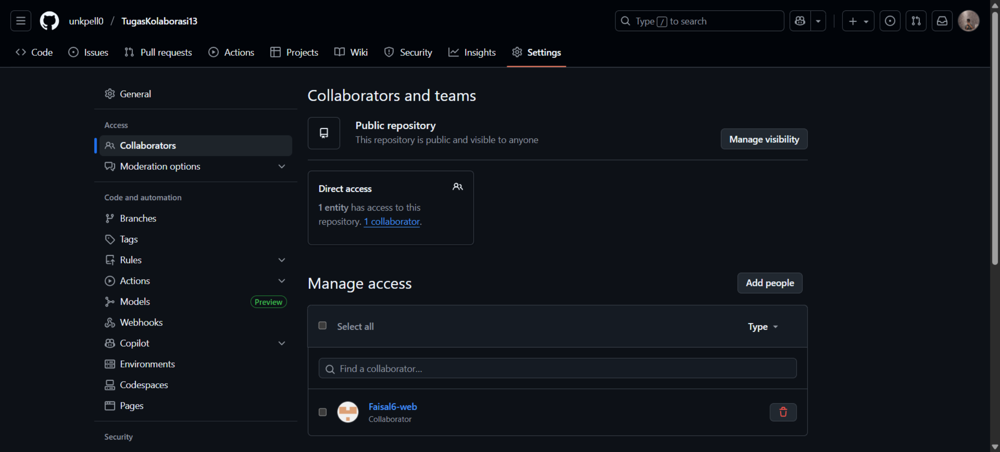 unkpell0 / TugasKolaborasi13
Type / to search
Code
Issues
Pull requests
Actions
Projects
Wiki
Security
Insights
Settings
General
Access
Collaborators
Moderation options
Code and automation
Branches
Tags
Rules
Actions
Models
Preview
Webhooks
Copilot
Environments
Codespaces
Pages
Security
Collaborators and teams
Public repository
This repository is public and visible to anyone
Manage visibility
Direct access
1 entity has access to this
repository. 1 collaborator.
Manage access
Add people
Select all
Type
Find a collaborator...
Faisal6-web
Collaborator